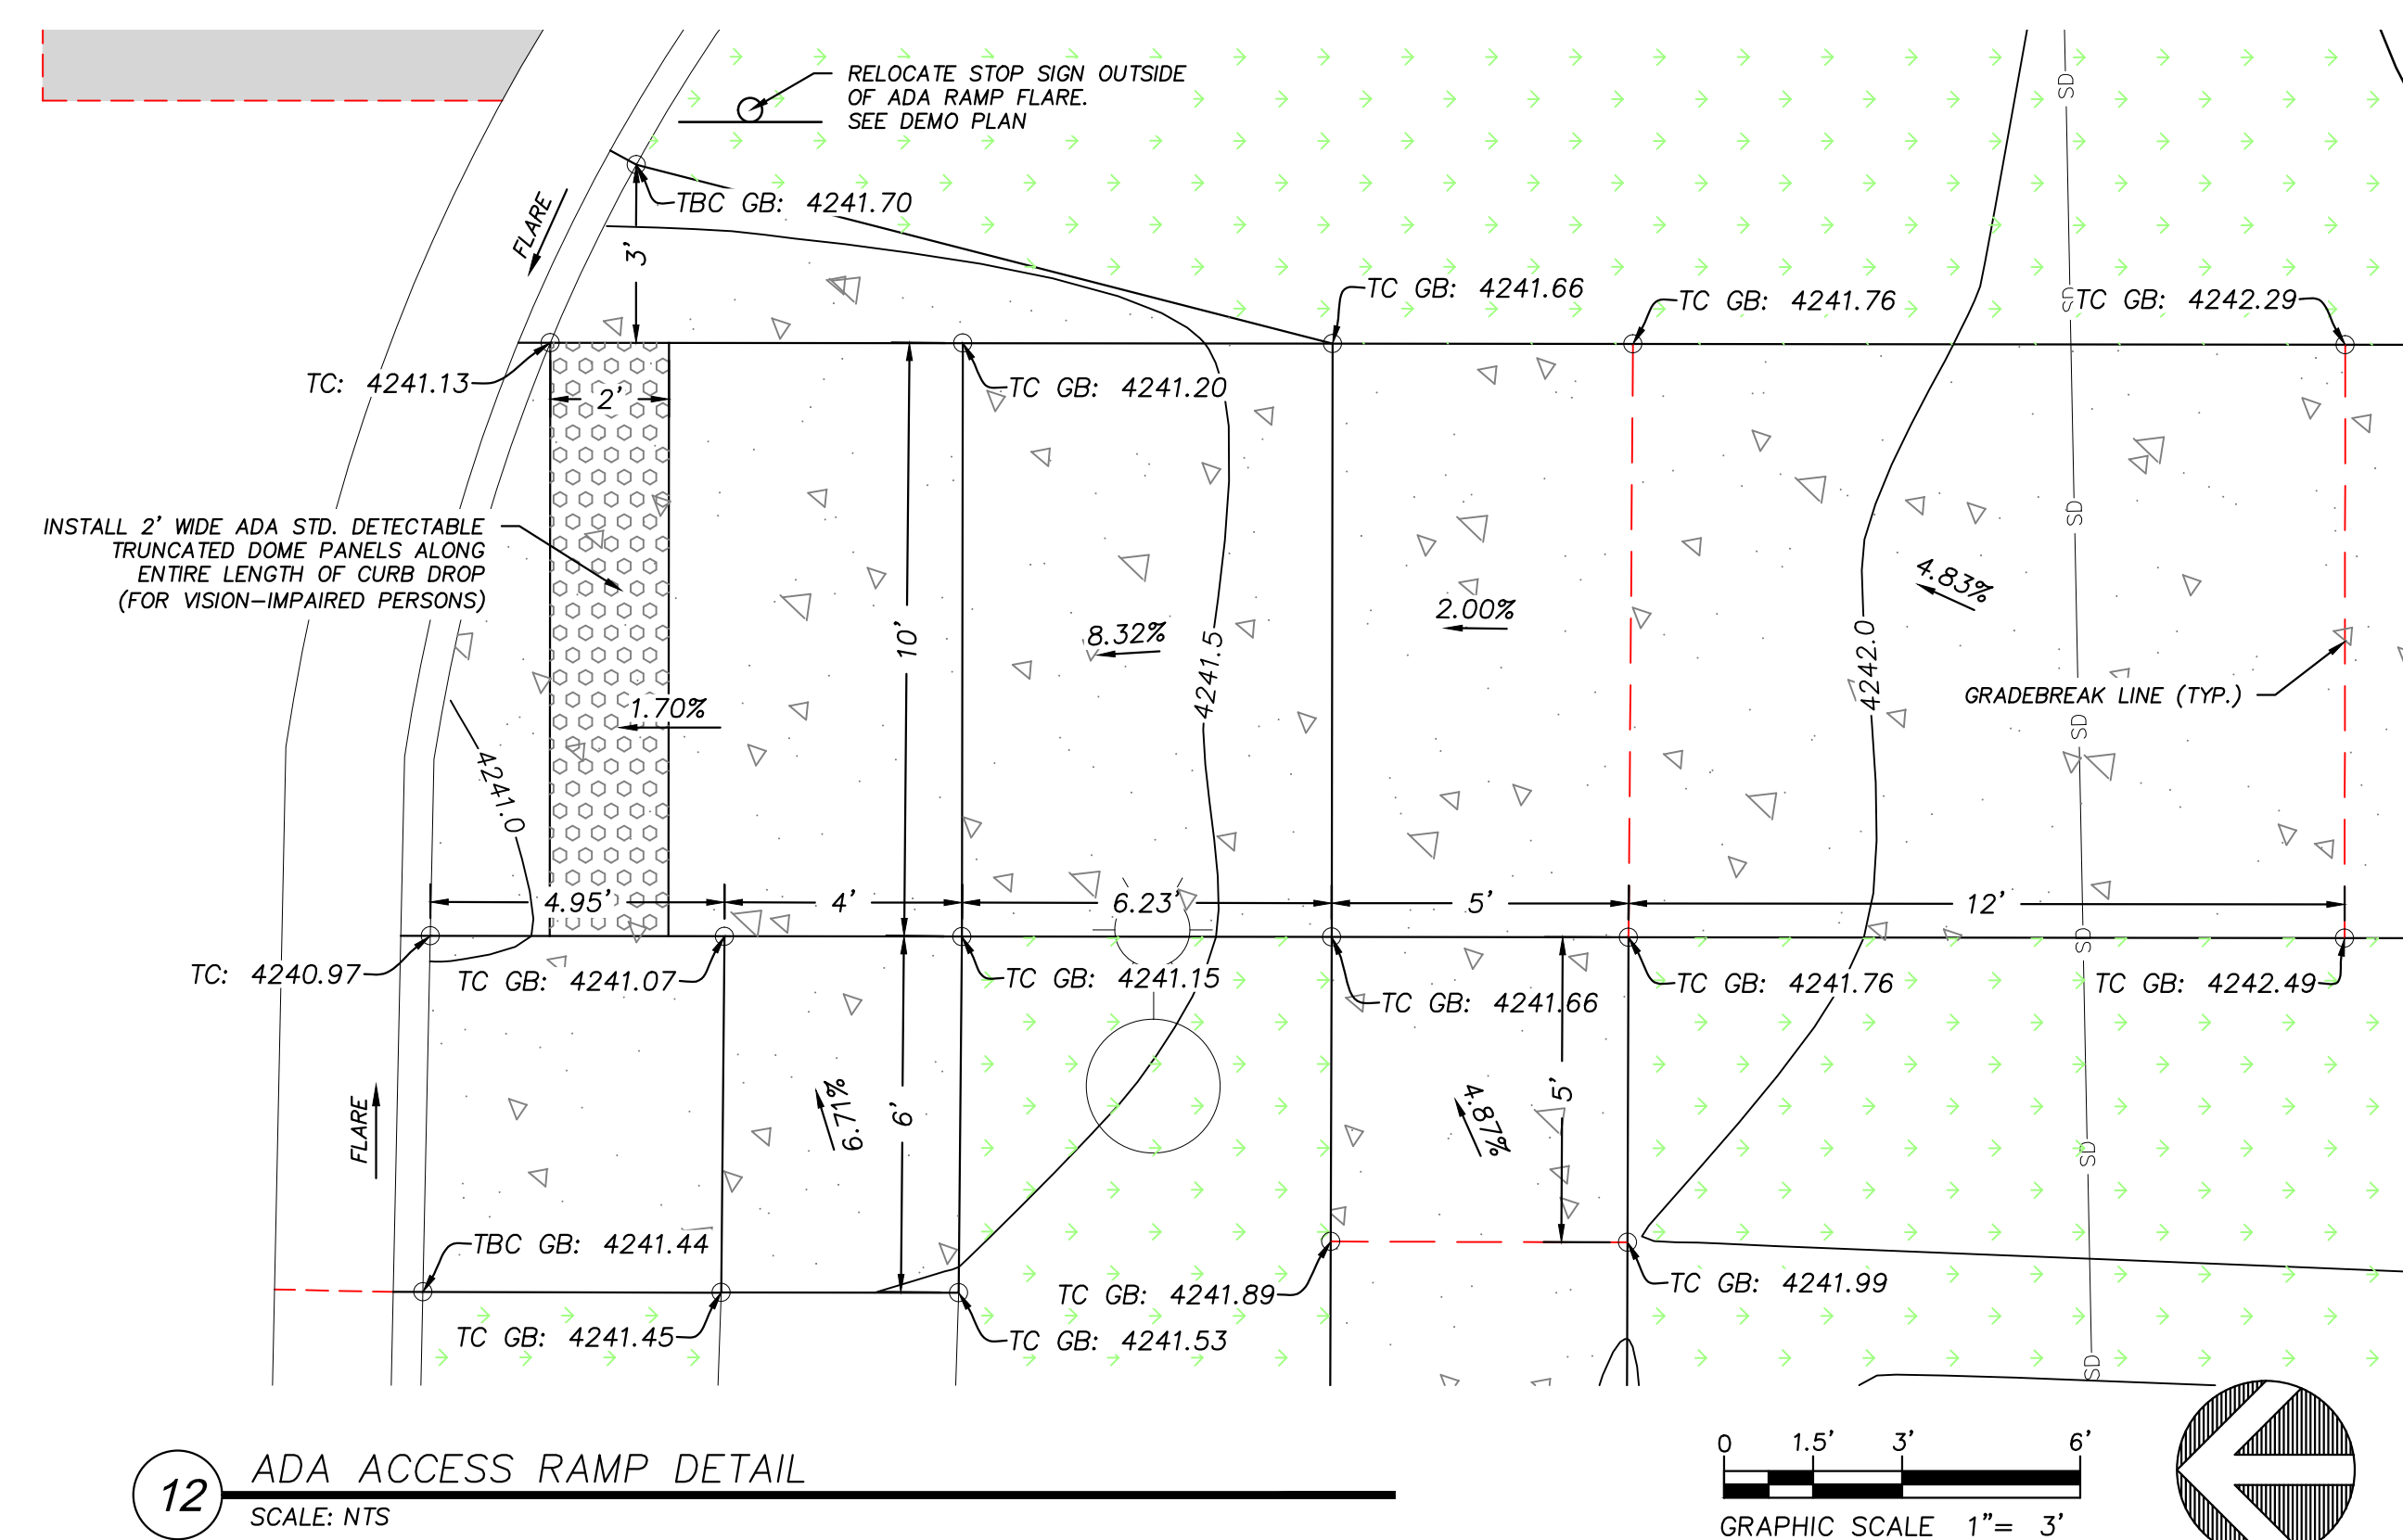 RELOCATE STOP SIGN OUTSIDE
OF ADA RAMP FLARE.
SEE DEMO PLAN
SD
TBC GB: 4241.70
FLARE
3'
TC GB: 4241.66
TC GB: 4241.76
TC GB: 4242.29
TC: 4241.13
2'
TC GB: 4241.20
INSTALL 2' WIDE ADA STD. DETECTABLE
TRUNCATED DOME PANELS ALONG
ENTIRE LENGTH OF CURB DROP
(FOR VISION-IMPAIRED PERSONS)
SD
4.83%
2.00%
8.32%
10'
4241.5
4242.0
GRADEBREAK LINE (TYP.)
1.70%
SD
4241.0
4.95'
4'
6.23'
5'
12'
SD
TC: 4240.97
TC GB: 4241.07
TC GB: 4241.15
TC GB: 4241.66
TC GB: 4241.76
TC GB: 4242.49
FLARE
6.71%
6'
4.87%
5'
SD
TBC GB: 4241.44
TC GB: 4241.89
TC GB: 4241.99
TC GB: 4241.45
TC GB: 4241.53
SD
12
ADA ACCESS RAMP DETAIL
SCALE: NTS
0 1.5' 3' 6'
GRAPHIC SCALE 1"= 3'